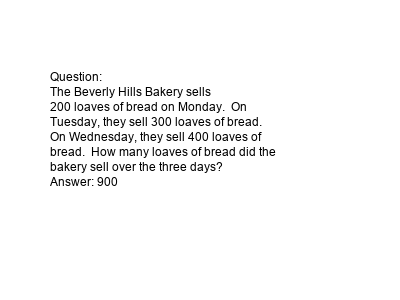 Question:
The Beverly Hills Bakery sells
200 loaves of bread on Monday.  On
Tuesday, they sell 300 loaves of bread.
On Wednesday, they sell 400 loaves of
bread.  How many loaves of bread did the
bakery sell over the three days?
Answer: 900